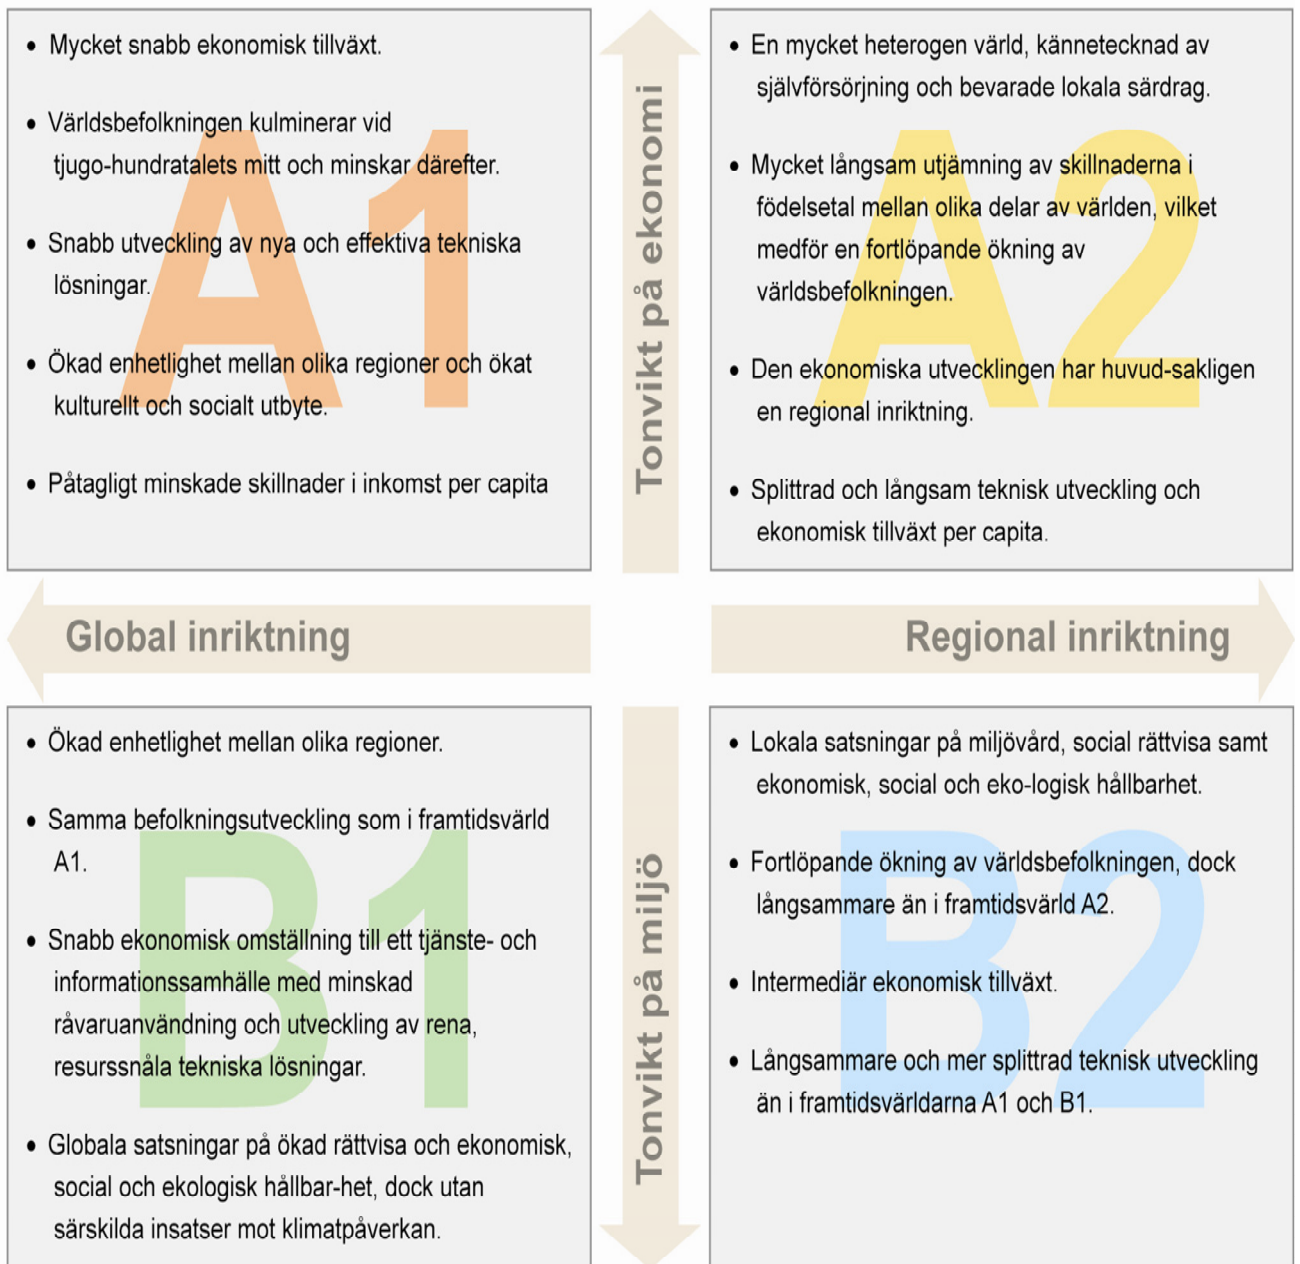 • Mycket snabb ekonomisk tillväxt.
• Världsbefolkningen kulminerar vid
tjugo-hundratalets mitt och minskar därefter.
• Snabb utveckling av nya och effektiva tekniska
lösningar.
• Ökad enhetlighet mellan olika regioner och ökat
kulturellt och socialt utbyte.
• Påtagligt minskade skillnader i inkomst per capita
A1
Tonvikt på ekonomi
• En mycket heterogen värld, kännetecknad av
självförsörjning och bevarade lokala särdrag.
• Mycket långsam utjämning av skillnaderna i
födelsetal mellan olika delar av världen, vilket
medför en fortlöpande ökning av
världsbefolkningen.
• Den ekonomiska utvecklingen har huvud-sakligen
en regional inriktning.
• Splittrad och långsam teknisk utveckling och
ekonomisk tillväxt per capita.
A2
Global inriktning
Regional inriktning
• Ökad enhetlighet mellan olika regioner.
• Samma befolkningsutveckling som i framtidsvärld
A1.
• Snabb ekonomisk omställning till ett tjänste- och
informationssamhälle med minskad
råvaruanvändning och utveckling av rena,
resurssnåla tekniska lösningar.
• Globala satsningar på ökad rättvisa och ekonomisk,
social och ekologisk hållbar-het, dock utan
särskilda insatser mot klimatpåverkan.
B1
Tonvikt på miljö
• Lokala satsningar på miljövård, social rättvisa samt
ekonomisk, social och eko-logisk hållbarhet.
• Fortlöpande ökning av världsbefolkningen, dock
långsammare än i framtidsvärld A2.
• Intermediär ekonomisk tillväxt.
• Långsammare och mer splittrad teknisk utveckling
än i framtidsvärldarna A1 och B1.
B2